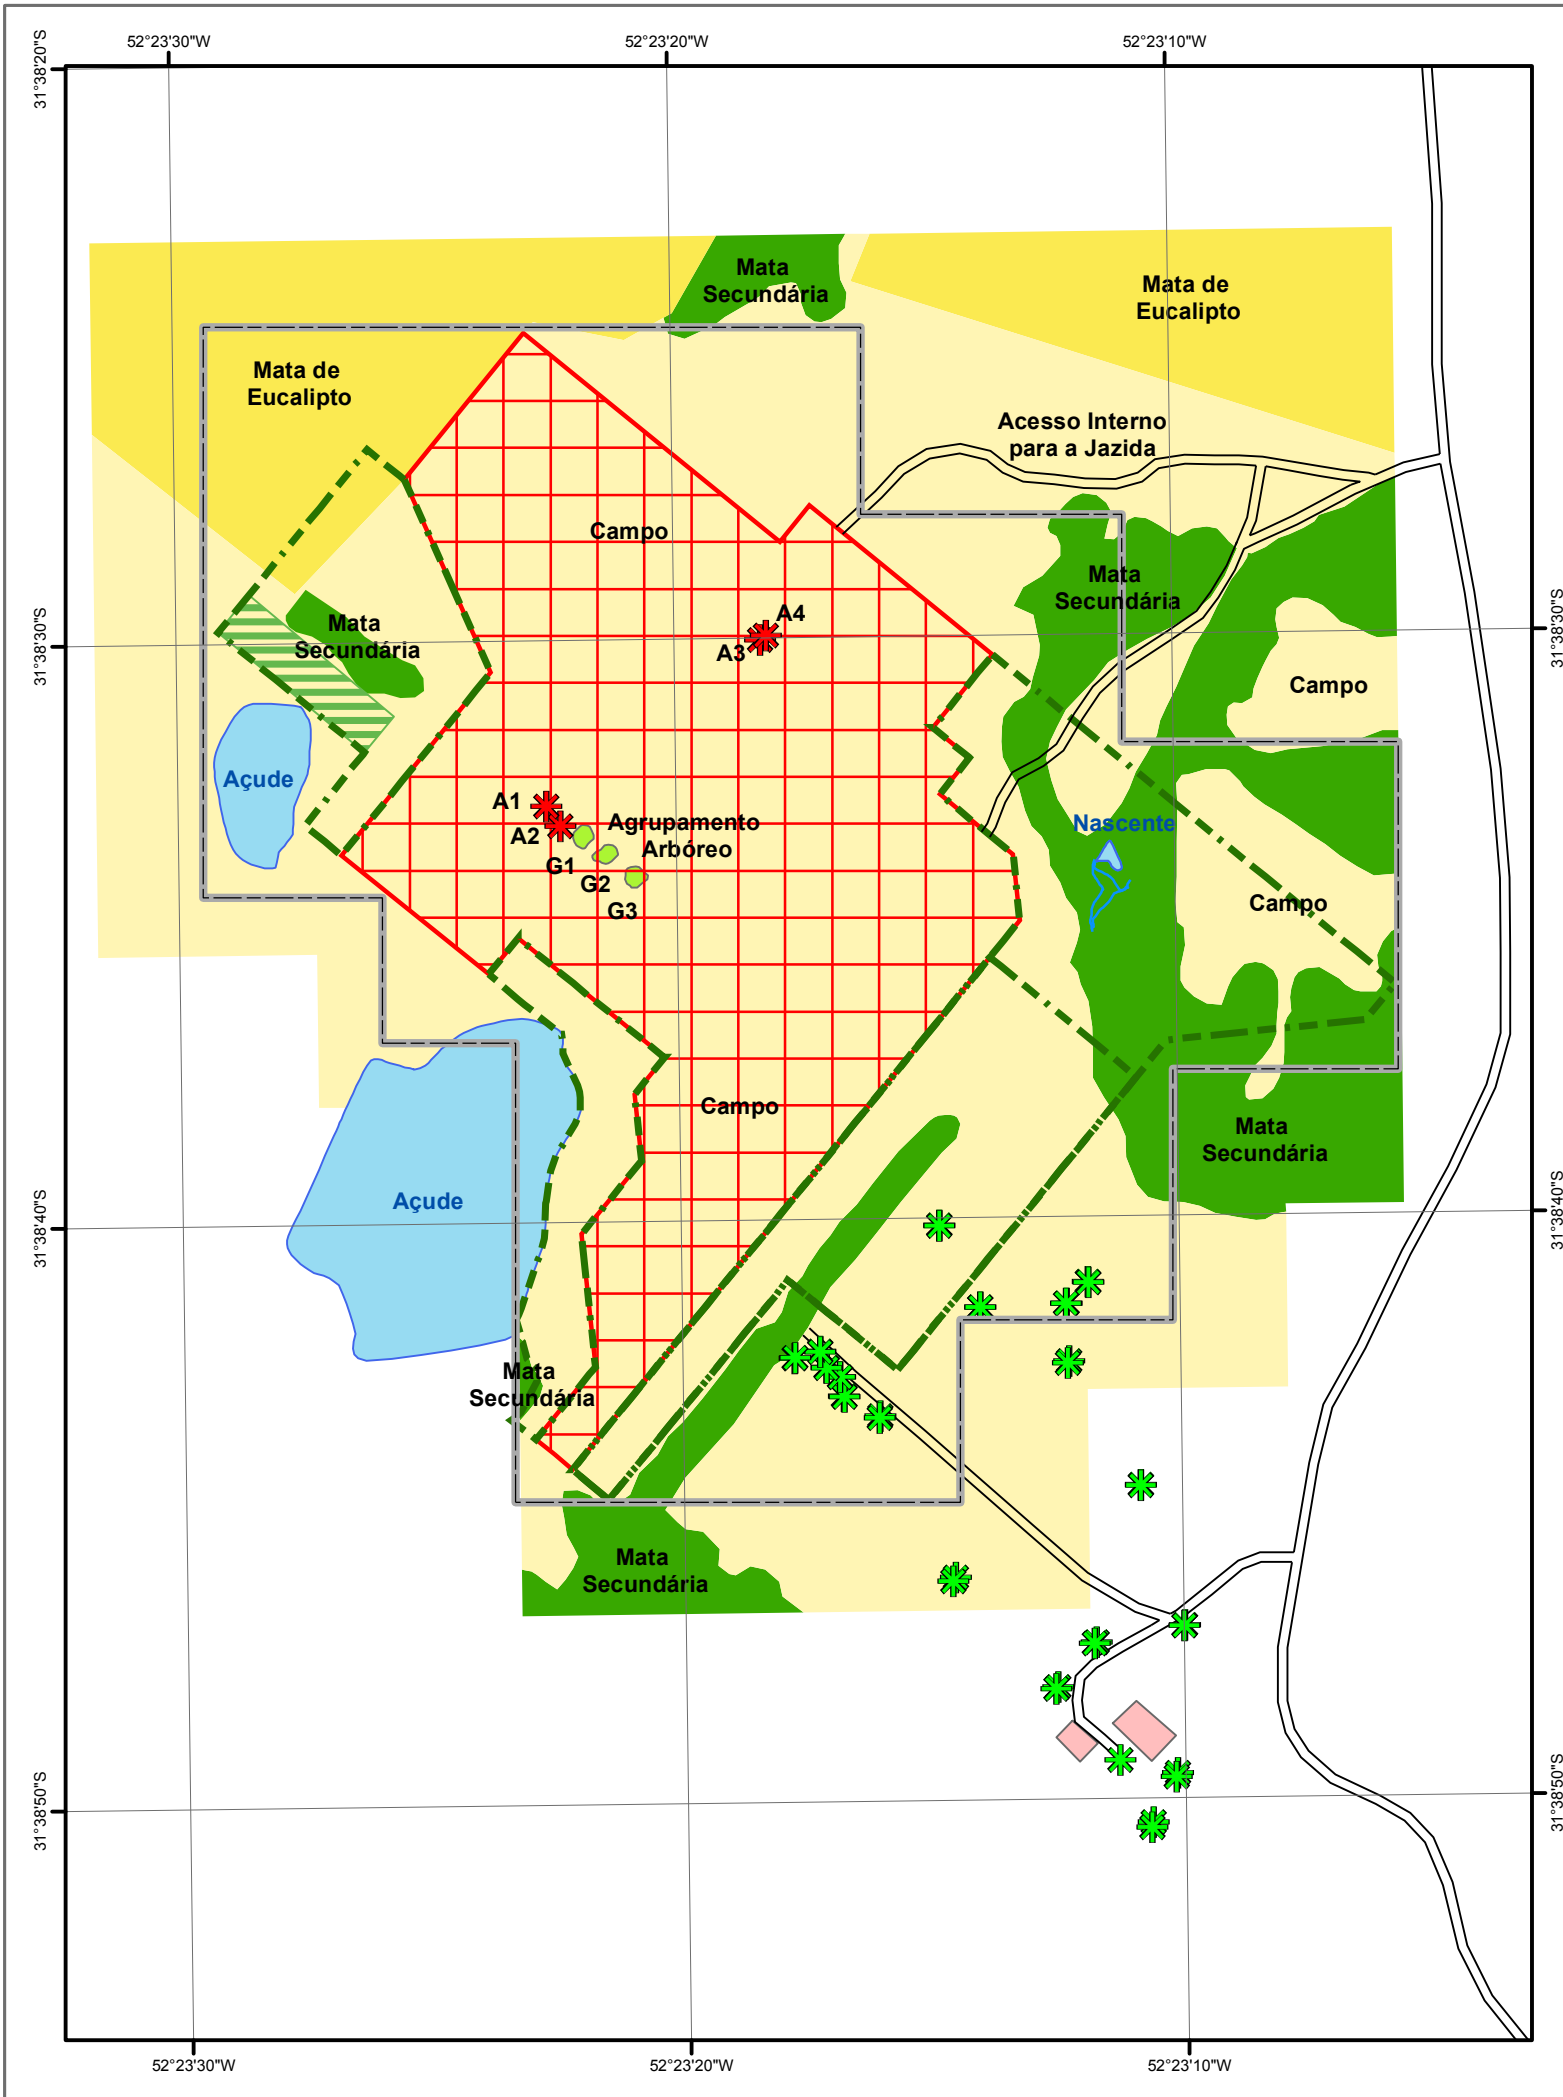 52°23'30"W
52°23'20"W
52°23'10"W
31°38'20"S
Mata
Secundária
Mata de
Eucalipto
Mata de
Eucalipto
Acesso Interno
para a Jazida
Campo
Mata
Secundária
A4
A3
Mata
Secundária
31°38'30"S
31°38'30"S
Campo
Açude
A1
A2
Agrupamento
Arbóreo
G1
G2
G3
Nascente
Campo
Campo
Mata
Secundária
Açude
31°38'40"S
31°38'40"S
Mata
Secundária
Mata
Secundária
31°38'50"S
31°38'50"S
52°23'30"W
52°23'20"W
52°23'10"W